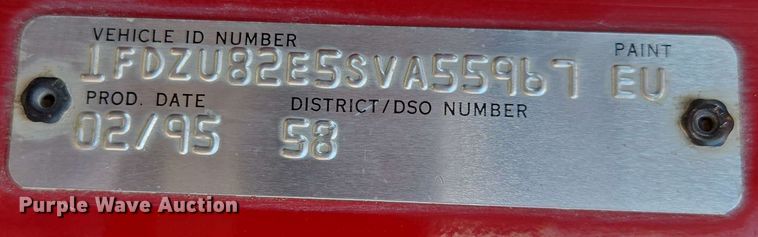 VEHICLE ID NUMBER PAINT
1FDZU82E5SVA55967 EU
PROD. DATE DISTRICT/DSO NUMBER
02/95 58
Purple Wave Auction